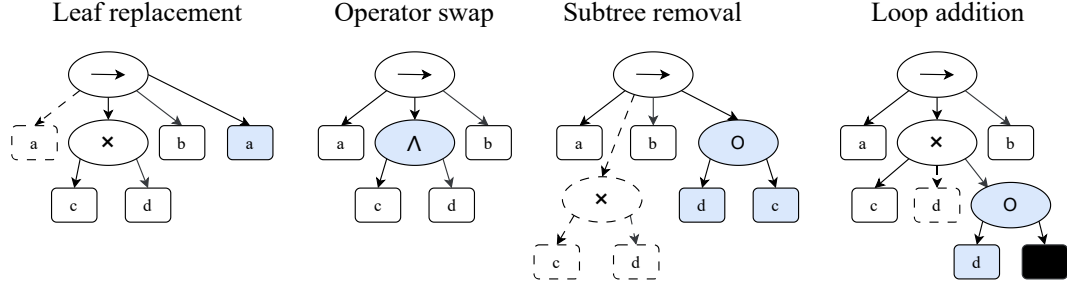 Leaf replacement
Operator swap
Subtree removal
Loop addition
→
a
×
b
a
c
d
→
a
Λ
b
c
d
→
a
b
O
×
d
c
c
d
→
a
×
b
c
d
O
d